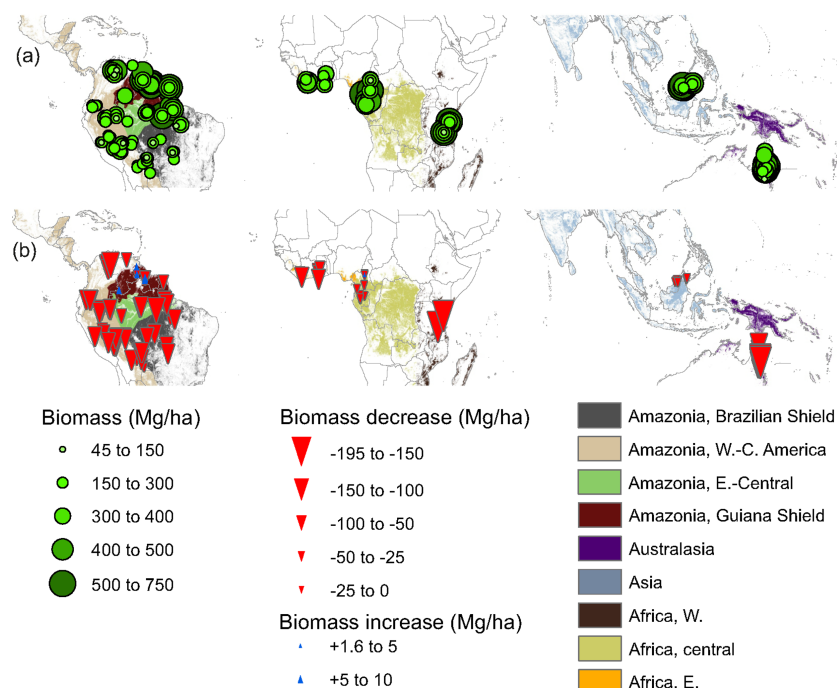 (a)
(b)
Biomass (Mg/ha)
45 to 150
150 to 300
300 to 400
400 to 500
500 to 750
Biomass decrease (Mg/ha)
-195 to -150
-150 to -100
-100 to -50
-50 to -25
-25 to 0
Biomass increase (Mg/ha)
+1.6 to 5
+5 to 10
Amazonia, Brazilian Shield
Amazonia, W.-C. America
Amazonia, E.-Central
Amazonia, Guiana Shield
Australasia
Asia
Africa, W.
Africa, central
Africa, E.